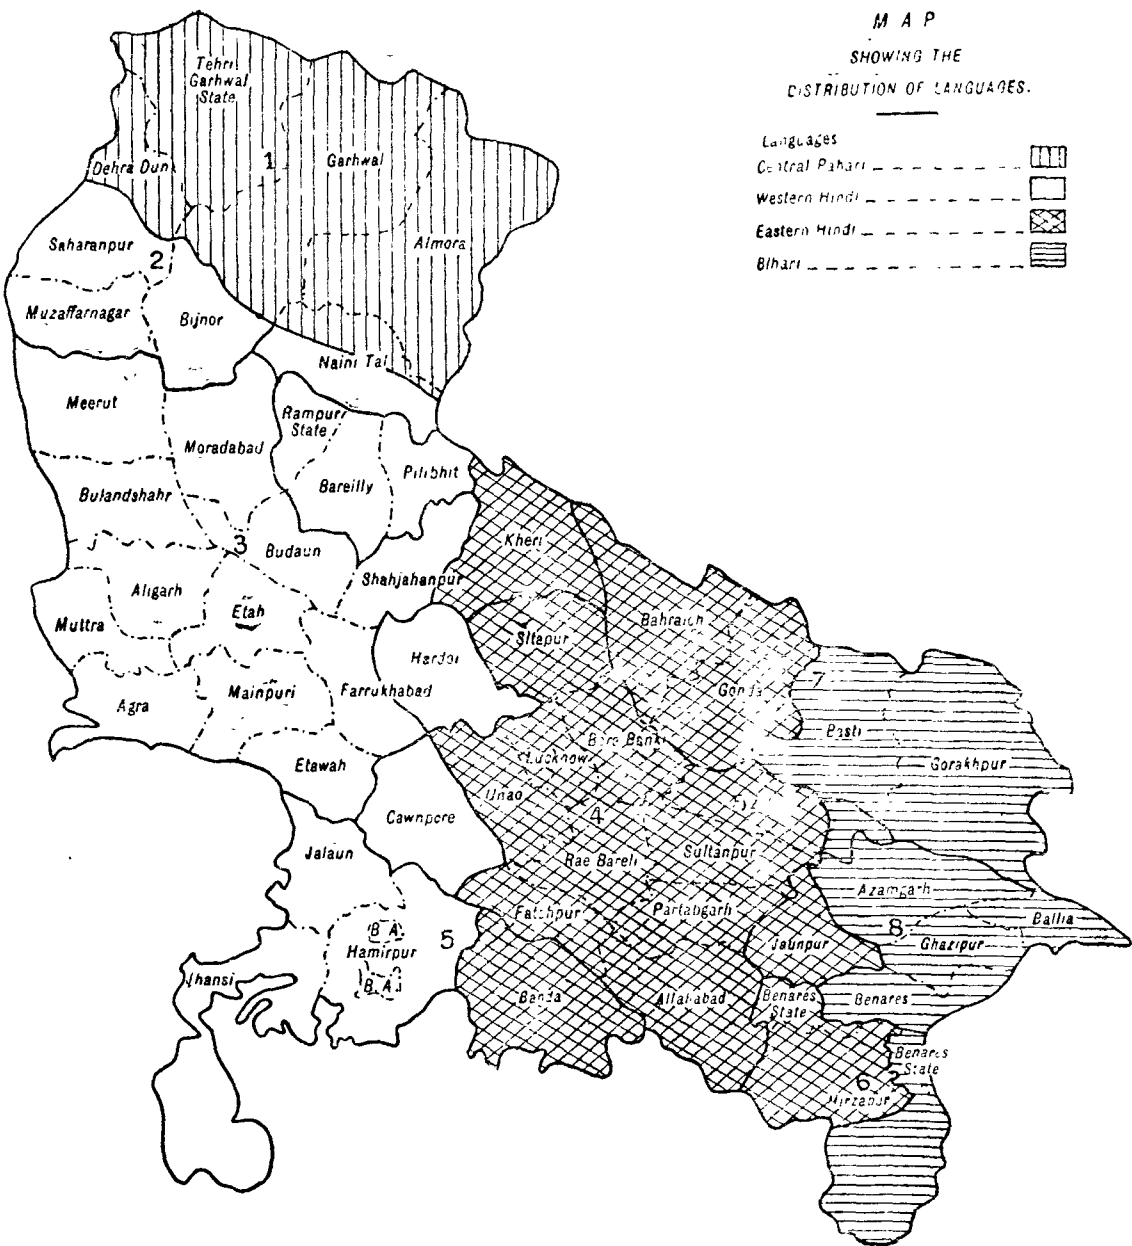 M A P
SHOWING THE
DISTRIBUTION OF LANGUAGES.
Languages
Central Pahari
Western Hindi
Eastern Hindi
Bihari
Tehri
Garhwal
State
Dehra Dun
1
Garhwal
Almora
Saharanpur
2
Muzaffarnagar
Bijnor
Naini Tal
Meerut
Rampur
State
Moradabad
Bareilly
Pilibhit
Bulandshahr
3
Budaun
Kheri
Aligarh
Shahjahanpur
Etah
Muttra
Sitapur
Bahraich
Hardoi
Agra
Mainpuri
Farrukhabad
Gonda
7
Basti
Gorakhpur
Etawah
Lucknow
Bara Banki
Unao
Cawnpore
4
Jalaun
Rae Bareli
Sultanpur
Azamgarh
Fatehpur
Partabgarh
Ballia
B A
5
Hamirpur
Jaunpur
8
Ghazipur
B A
Jhansi
Banda
Allahabad
Benares
State
Benares
Benares
State
6
Mirzapur